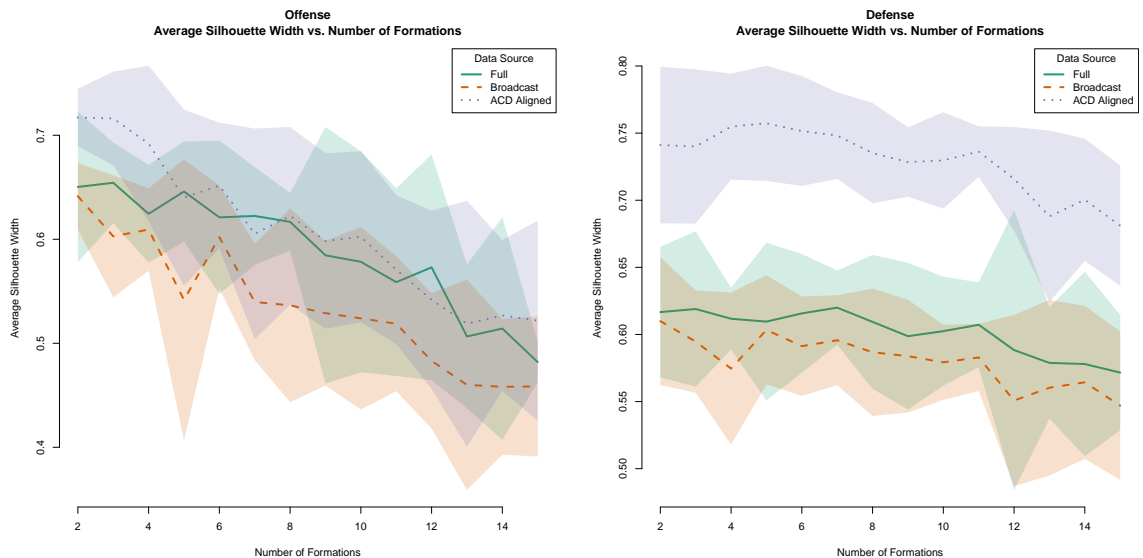 Offense
Average Silhouette Width vs. Number of Formations
Data Source
Full
Broadcast
ACD Aligned
Average Silhouette Width
0.7
0.6
0.5
0.4
2 4 6 8 10 12 14
Number of Formations
Defense
Average Silhouette Width vs. Number of Formations
Data Source
Full
Broadcast
ACD Aligned
Average Silhouette Width
0.80
0.75
0.70
0.65
0.60
0.55
0.50
2 4 6 8 10 12 14
Number of Formations